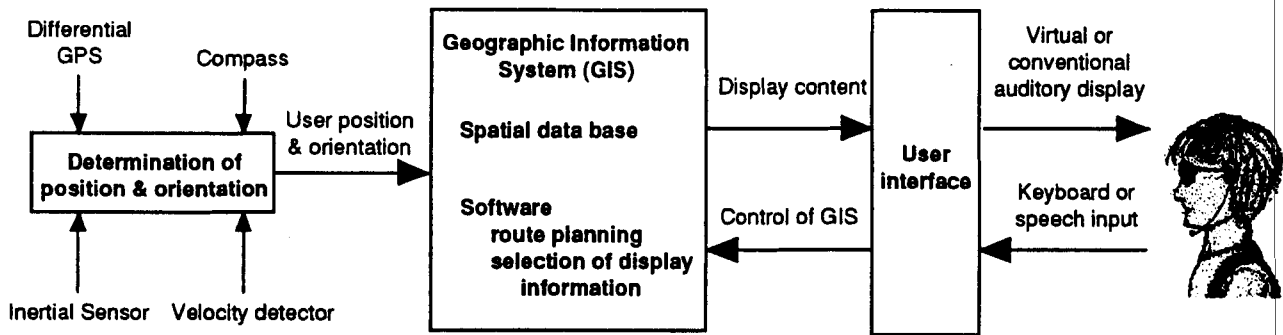 Differential
GPS
Compass
Determination of
position & orientation
Inertial Sensor
Velocity detector
User position
& orientation
Geographic Information
System (GIS)
Spatial data base
Software
route planning
selection of display
information
Display content
Control of GIS
User
interface
Virtual or
conventional
auditory display
Keyboard or
speech input